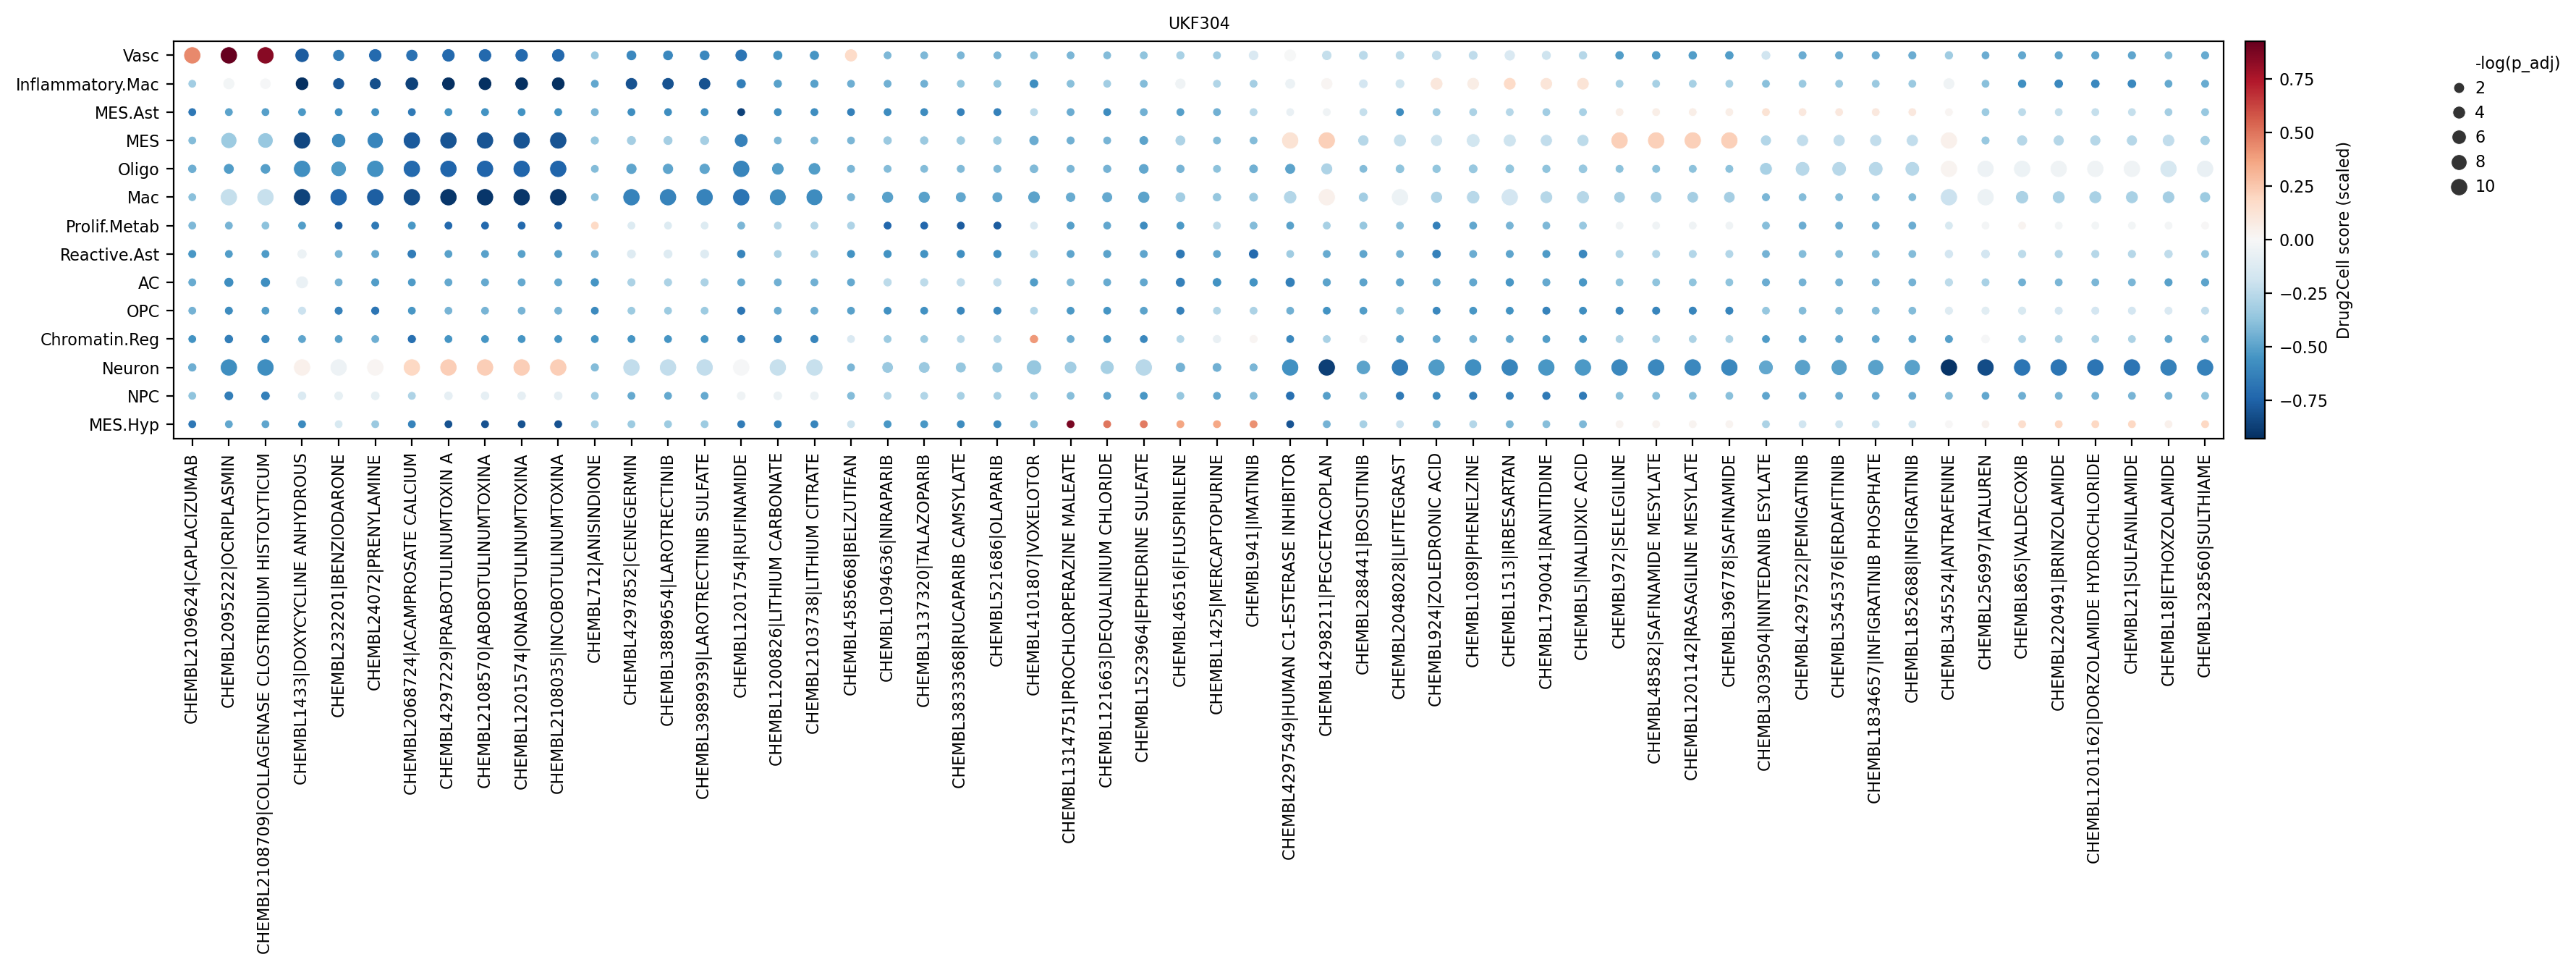 UKF304
Vasc
Inflammatory.Mac
MES.Ast
MES
Oligo
Mac
Prolif.Metab
Reactive.Ast
AC
OPC
Chromatin.Reg
Neuron
NPC
MES.Hyp
CHEMBL2109624|CAPLACIZUMAB
CHEMBL2095222|OCRIPLASMIN
CHEMBL2108709|COLLAGENASE CLOSTRIDIUM HISTOLYTICUM
CHEMBL1433|DOXYCYCLINE ANHYDROUS
CHEMBL232201|BENZIODARONE
CHEMBL24072|PRENYLAMINE
CHEMBL2068724|ACAMPROSATE CALCIUM
CHEMBL4297229|PRABOTULINUMTOXIN A
CHEMBL2108570|ABOBOTULINUMTOXINA
CHEMBL1201574|ONABOTULINUMTOXINA
CHEMBL2108035|INCOBOTULINUMTOXINA
CHEMBL712|ANISINDIONE
CHEMBL4297852|CENEGERMIN
CHEMBL3889654|LAROTRECTINIB
CHEMBL3989939|LAROTRECTINIB SULFATE
CHEMBL1201754|RUFINAMIDE
CHEMBL1200826|LITHIUM CARBONATE
CHEMBL2103738|LITHIUM CITRATE
CHEMBL4585668|BELZUTIFAN
CHEMBL1094636|NIRAPARIB
CHEMBL3137320|TALAZOPARIB
CHEMBL3833368|RUCAPARIB CAMSYLATE
CHEMBL521686|OLAPARIB
CHEMBL4101807|VOXELOTOR
CHEMBL1314751|PROCHLORPERAZINE MALEATE
CHEMBL1216663|DEQUALINIUM CHLORIDE
CHEMBL1523964|EPHEDRINE SULFATE
CHEMBL46516|FLUSPIRILENE
CHEMBL1425|MERCAPTOPURINE
CHEMBL941|IMATINIB
CHEMBL4297549|HUMAN C1-ESTERASE INHIBITOR
CHEMBL4298211|PEGCETACOPLAN
CHEMBL288441|BOSUTINIB
CHEMBL2048028|LIFITEGRAST
CHEMBL924|ZOLEDRONIC ACID
CHEMBL1089|PHENELZINE
CHEMBL1513|IRBESARTAN
CHEMBL1790041|RANITIDINE
CHEMBL5|NALIDIXIC ACID
CHEMBL972|SELEGILINE
CHEMBL48582|SAFINAMIDE MESYLATE
CHEMBL1201142|RASAGILINE MESYLATE
CHEMBL396778|SAFINAMIDE
CHEMBL3039504|NINTEDANIB ESYLATE
CHEMBL4297522|PEMIGATINIB
CHEMBL3545376|ERDAFITINIB
CHEMBL1834657|INFIGRATINIB PHOSPHATE
CHEMBL1852688|INFIGRATINIB
CHEMBL345524|ANTRAFENINE
CHEMBL256997|ATALUREN
CHEMBL865|VALDECOXIB
CHEMBL220491|BRINZOLAMIDE
CHEMBL1201162|DORZOLAMIDE HYDROCHLORIDE
CHEMBL21|SULFANILAMIDE
CHEMBL18|ETHOXZOLAMIDE
CHEMBL328560|SULTHIAME
0.75
0.50
0.25
0.00
−0.25
−0.50
−0.75
Drug2Cell score (scaled)
-log(p_adj)
2
4
6
8
10